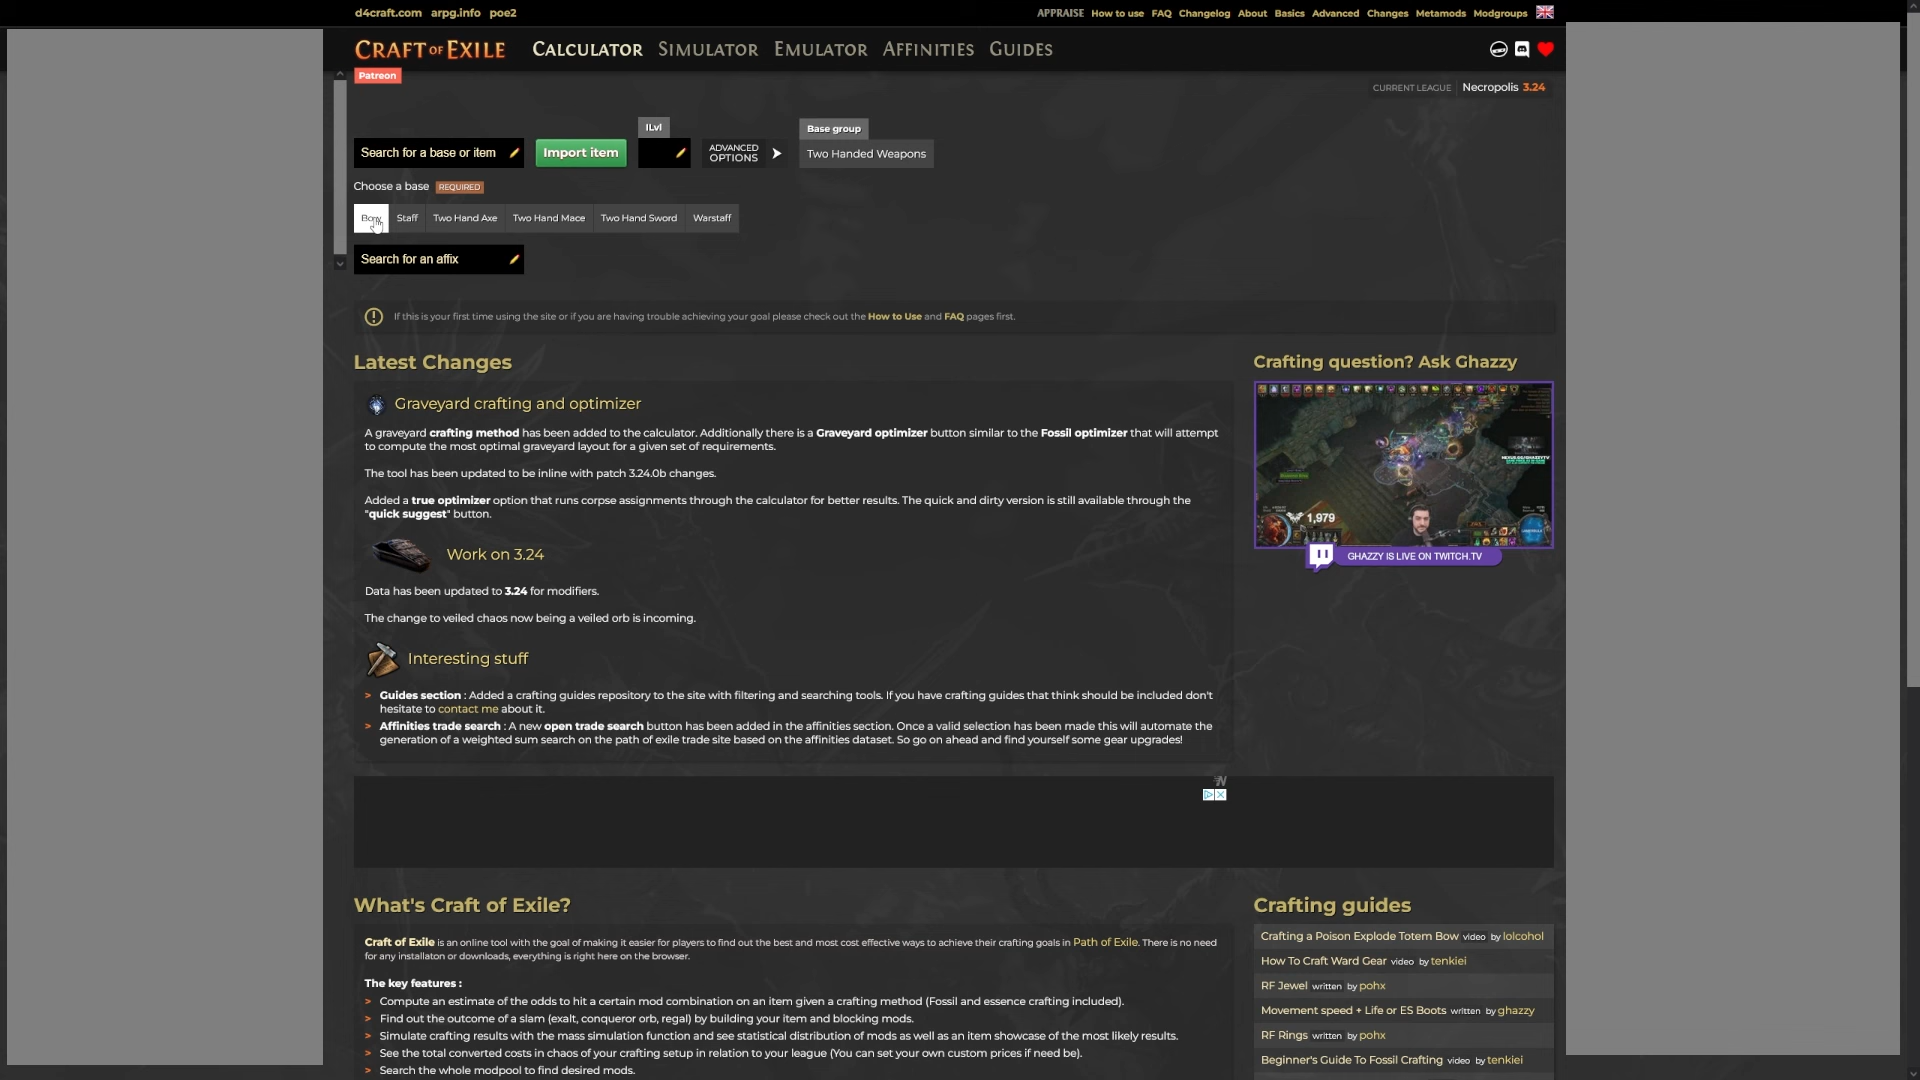 d4craft.com arpg.info poe2
APPRAISE How to use FAQ Changelog About Basics Advanced Changes Metamods Modgroups
CRAFT OF EXILE CALCULATOR SIMULATOR EMULATOR AFFINITIES GUIDES
Patreon
CURRENT LEAGUE Necropolis 3.24
Search for a base or item
Import item
ILvl
ADVANCED OPTIONS
Base group
Two Handed Weapons
Choose a base REQUIRED
Bow Staff Two Hand Axe Two Hand Mace Two Hand Sword Warstaff
Search for an affix
If this is your first time using the site or if you are having trouble achieving your goal please check out the How to Use and FAQ pages first.
Latest Changes
Graveyard crafting and optimizer
A graveyard crafting method has been added to the calculator. Additionally there is a Graveyard optimizer button similar to the Fossil optimizer that will attempt
to compute the most optimal graveyard layout for a given set of requirements.
The tool has been updated to be inline with patch 3.24.0b changes.
Added a true optimizer option that runs corpse assignments through the calculator for better results. The quick and dirty version is still available through the
"quick suggest" button.
Work on 3.24
Data has been updated to 3.24 for modifiers.
The change to veiled chaos now being a veiled orb is incoming.
Interesting stuff
> Guides section : Added a crafting guides repository to the site with filtering and searching tools. If you have crafting guides that think should be included don't
hesitate to contact me about it.
> Affinities trade search : A new open trade search button has been added in the affinities section. Once a valid selection has been made this will automate the
generation of a weighted sum search on the path of exile trade site based on the affinities dataset. So go on ahead and find yourself some gear upgrades!
Crafting question? Ask Ghazzy
1,979
GHAZZY IS LIVE ON TWITCH.TV
What's Craft of Exile?
Craft of Exile is an online tool with the goal of making it easier for players to find out the best and most cost effective ways to achieve their crafting goals in Path of Exile. There is no need
for any installaton or downloads, everything is right here on the browser.
The key features :
> Compute an estimate of the odds to hit a certain mod combination on an item given a crafting method (Fossil and essence crafting included).
> Find out the outcome of a slam (exalt, conqueror orb, regal) by building your item and blocking mods.
> Simulate crafting results with the mass simulation function and see statistical distribution of mods as well as an item showcase of the most likely results.
> See the total converted costs in chaos of your crafting setup in relation to your league (You can set your own custom prices if need be).
> Search the whole modpool to find desired mods.
Crafting guides
Crafting a Poison Explode Totem Bow video by lolcohol
How To Craft Ward Gear video by tenkiei
RF Jewel written by pohx
Movement speed + Life or ES Boots written by ghazzy
RF Rings written by pohx
Beginner's Guide To Fossil Crafting video by tenkiei